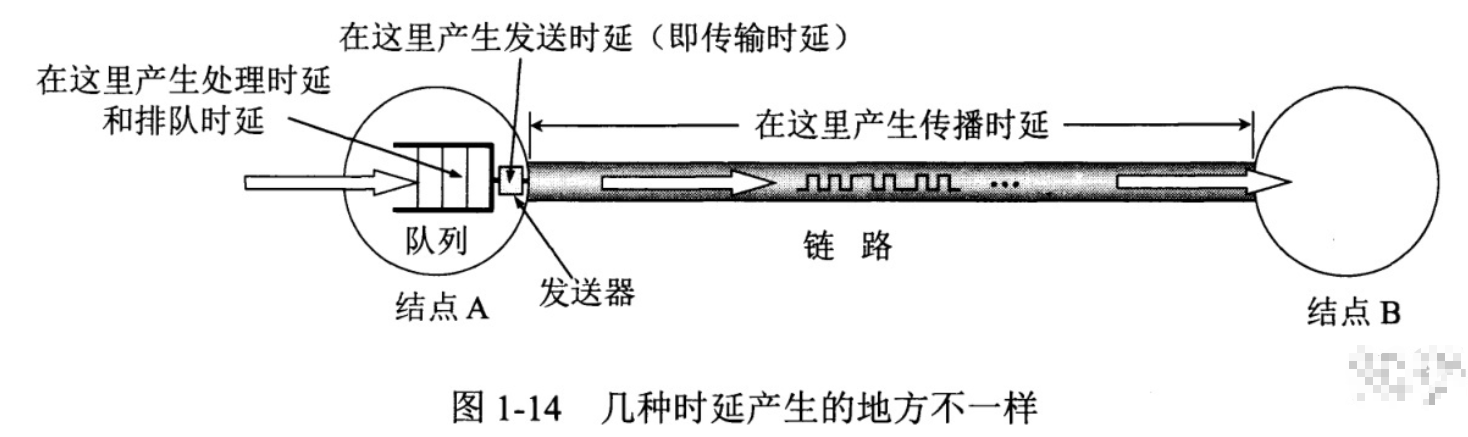 在这里产生发送时延（即传输时延）
在这里产生处理时延
和排队时延
在这里产生传播时延
队列
链 路
发送器
结点 A
结点 B
图 1-14 几种时延产生的地方不一样